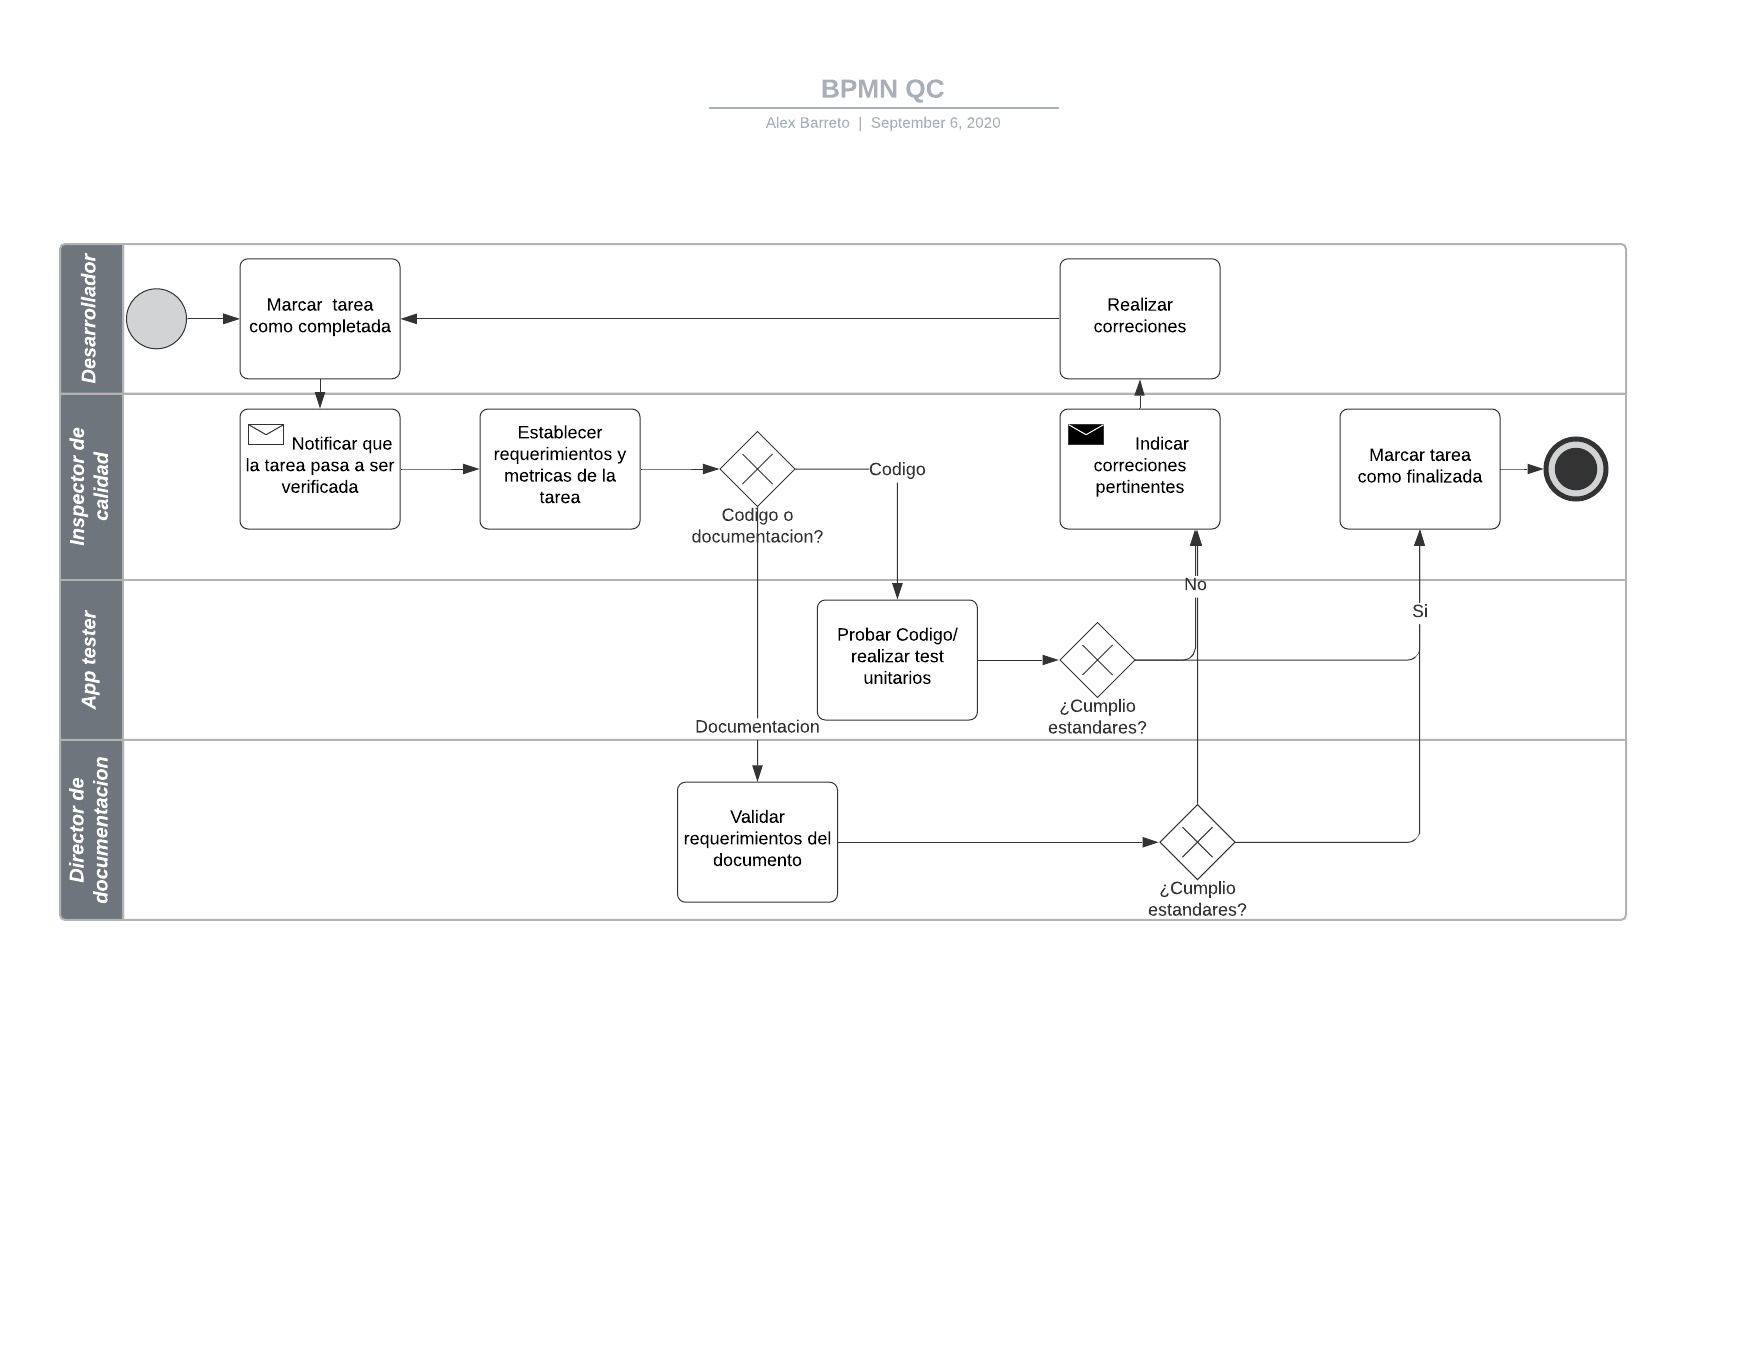 BPMN QC
Alex Barreto | September 6, 2020
Desarrollador
Marcar tarea
como completada
Realizar
correciones
Inspector de
calidad
Notificar que
la tarea pasa a ser
verificada
Establecer
requerimientos y
metricas de la
tarea
Codigo o
documentacion?
Codigo
Indicar
correciones
pertinentes
Marcar tarea
como finalizada
No
Si
App tester
Probar Codigo/
realizar test
unitarios
¿Cumplio
estandares?
Documentacion
Director de
documentacion
Validar
requerimientos del
documento
¿Cumplio
estandares?